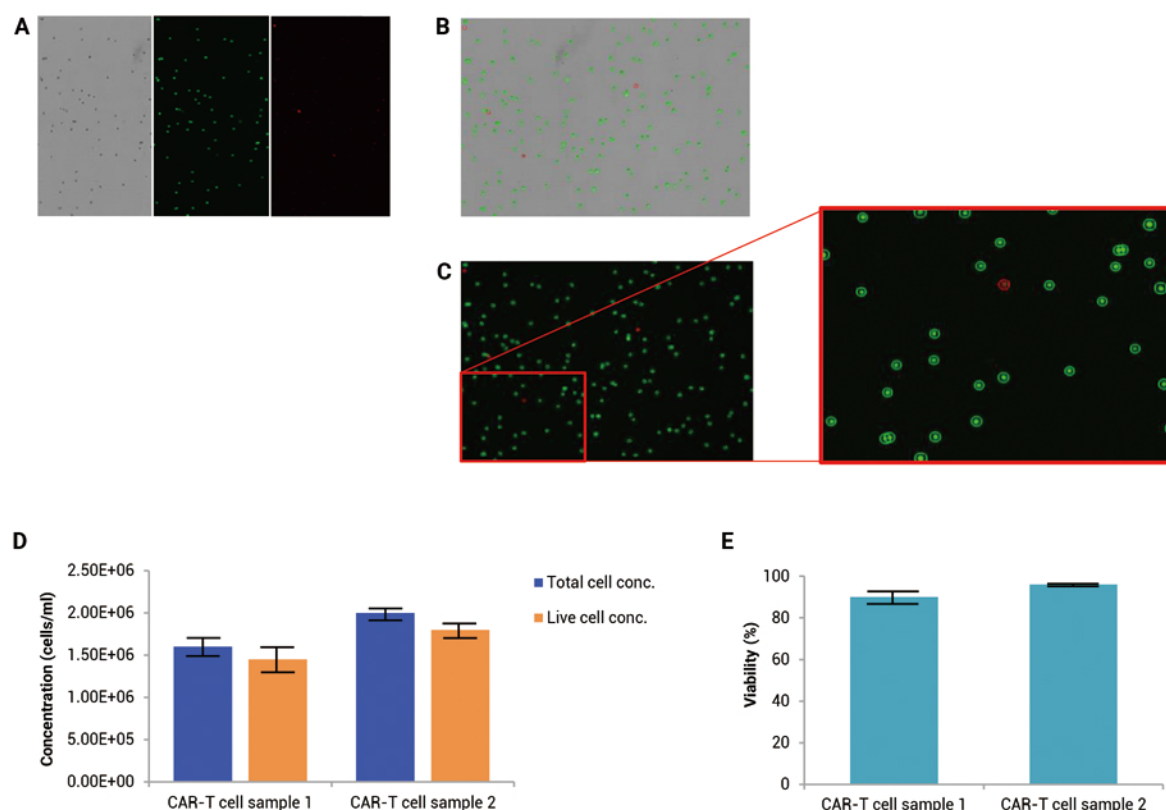 A
B
C
D
E
2.50E+06
2.00E+06
1.50E+06
1.00E+06
5.00E+05
0.00E+00
Concentration (cells/ml)
CAR-T cell sample 1
CAR-T cell sample 2
Total cell conc.
Live cell conc.
100
80
60
40
20
0
Viability (%)
CAR-T cell sample 1
CAR-T cell sample 2